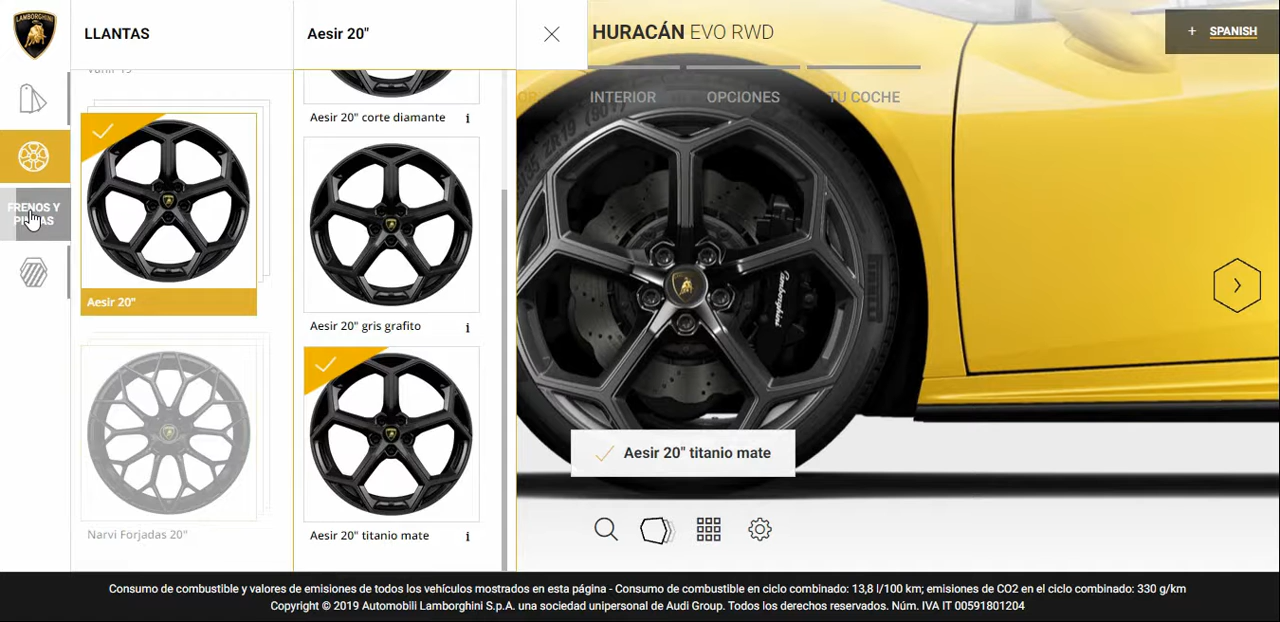 LAMBORGHINI
LLANTAS
Aesir 20"
HURACÁN EVO RWD
+ SPANISH
INTERIOR
OPCIONES
TU COCHE
Aesir 20" corte diamante
i
FRENOS Y
Aesir 20"
Aesir 20" gris grafito
i
Lamborghini
Aesir 20" titanio mate
Narvi Forjadas 20"
Aesir 20" titanio mate
i
Consumo de combustible y valores de emisiones de todos los vehículos mostrados en esta página - Consumo de combustible en ciclo combinado: 13,8 l/100 km; emisiones de CO2 en el ciclo combinado: 330 g/km
Copyright © 2019 Automobili Lamborghini S.p.A. una sociedad unipersonal de Audi Group. Todos los derechos reservados. Núm. IVA IT 00591801204